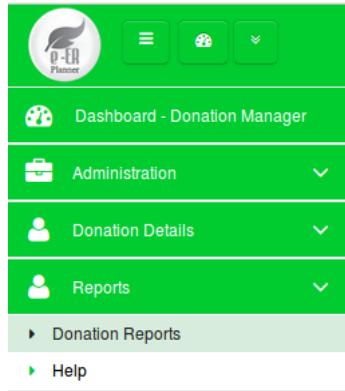 e-ER
Planner
Dashboard - Donation Manager
Administration
Donation Details
Reports
Donation Reports
Help